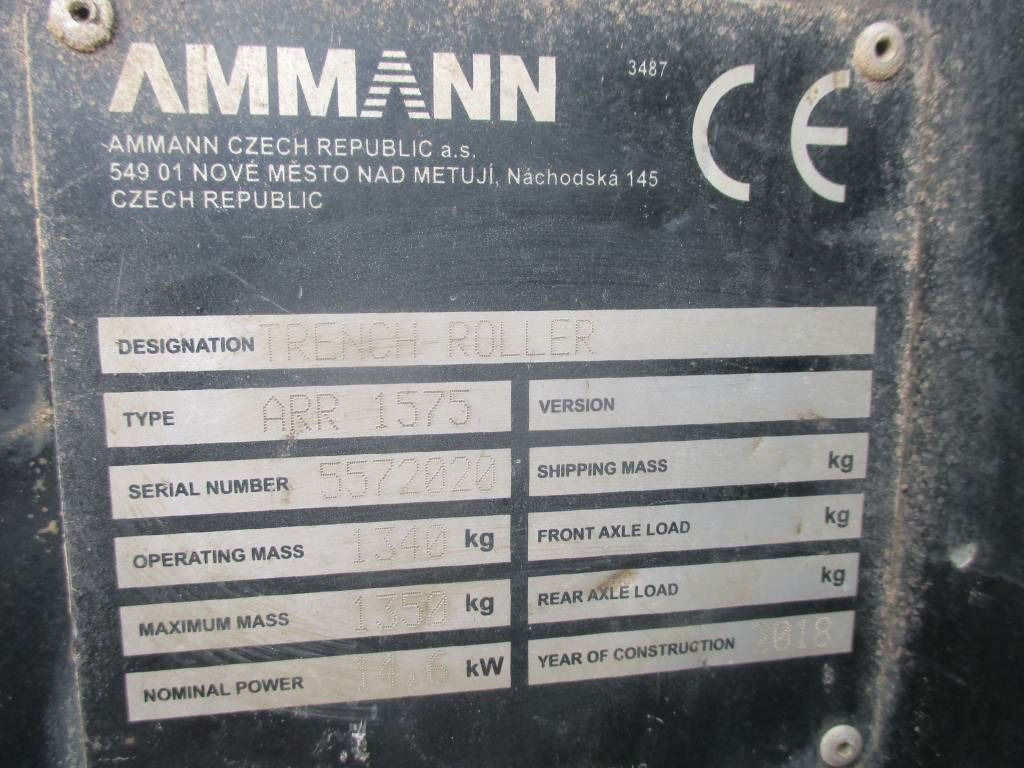 AMMANN
3487
CE
AMMANN CZECH REPUBLIC a.s.
549 01 NOVÉ MĚSTO NAD METUJÍ, Náchodská 145
CZECH REPUBLIC
DESIGNATION TRENCH ROLLER
TYPE ARR 1575
VERSION
SERIAL NUMBER 5572020
SHIPPING MASS kg
OPERATING MASS 1340 kg
FRONT AXLE LOAD kg
MAXIMUM MASS 1350 kg
REAR AXLE LOAD kg
NOMINAL POWER 14,6 kW
YEAR OF CONSTRUCTION 2018